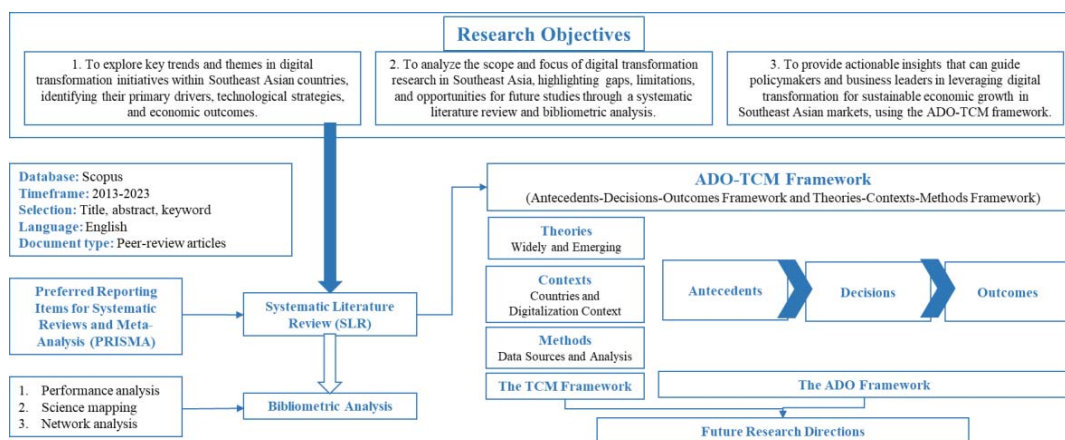 Research Objectives
1. To explore key trends and themes in digital
transformation initiatives within Southeast Asian countries,
identifying their primary drivers, technological strategies,
and economic outcomes.
2. To analyze the scope and focus of digital transformation
research in Southeast Asia, highlighting gaps, limitations,
and opportunities for future studies through a systematic
literature review and bibliometric analysis.
3. To provide actionable insights that can guide
policymakers and business leaders in leveraging digital
transformation for sustainable economic growth in
Southeast Asian markets, using the ADO-TCM framework.
Database: Scopus
Timeframe: 2013-2023
Selection: Title, abstract, keyword
Language: English
Document type: Peer-review articles
Preferred Reporting
Items for Systematic
Reviews and Meta-
Analysis (PRISMA)
Systematic Literature
Review (SLR)
1. Performance analysis
2. Science mapping
3. Network analysis
Bibliometric Analysis
ADO-TCM Framework
(Antecedents-Decisions-Outcomes Framework and Theories-Contexts-Methods Framework)
Theories
Widely and Emerging
Contexts
Countries and
Digitalization Context
Methods
Data Sources and Analysis
The TCM Framework
Antecedents
Decisions
Outcomes
The ADO Framework
Future Research Directions